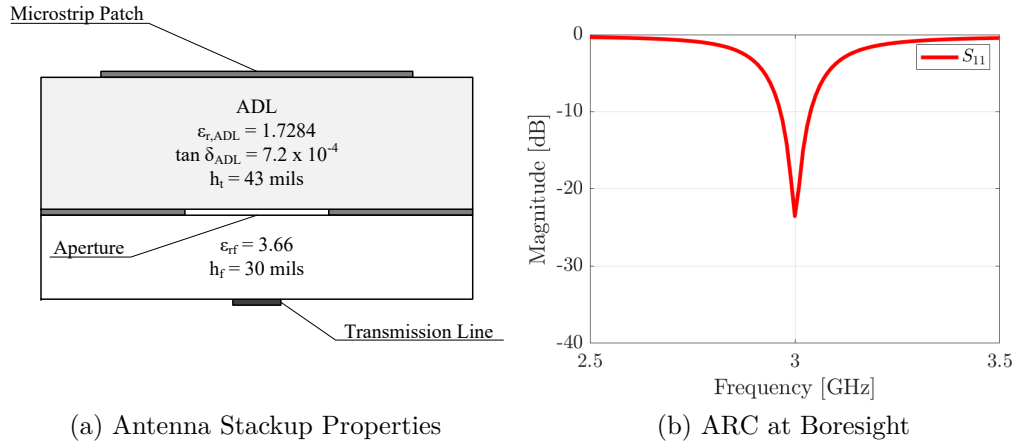 Microstrip Patch
ADL
εr,ADL = 1.7284
tan δADL = 7.2 x 10-4
ht = 43 mils
Aperture
εrf = 3.66
hf = 30 mils
Transmission Line
(a) Antenna Stackup Properties
0
-10
-20
-30
-40
Magnitude [dB]
S11
2.5
3
3.5
Frequency [GHz]
(b) ARC at Boresight